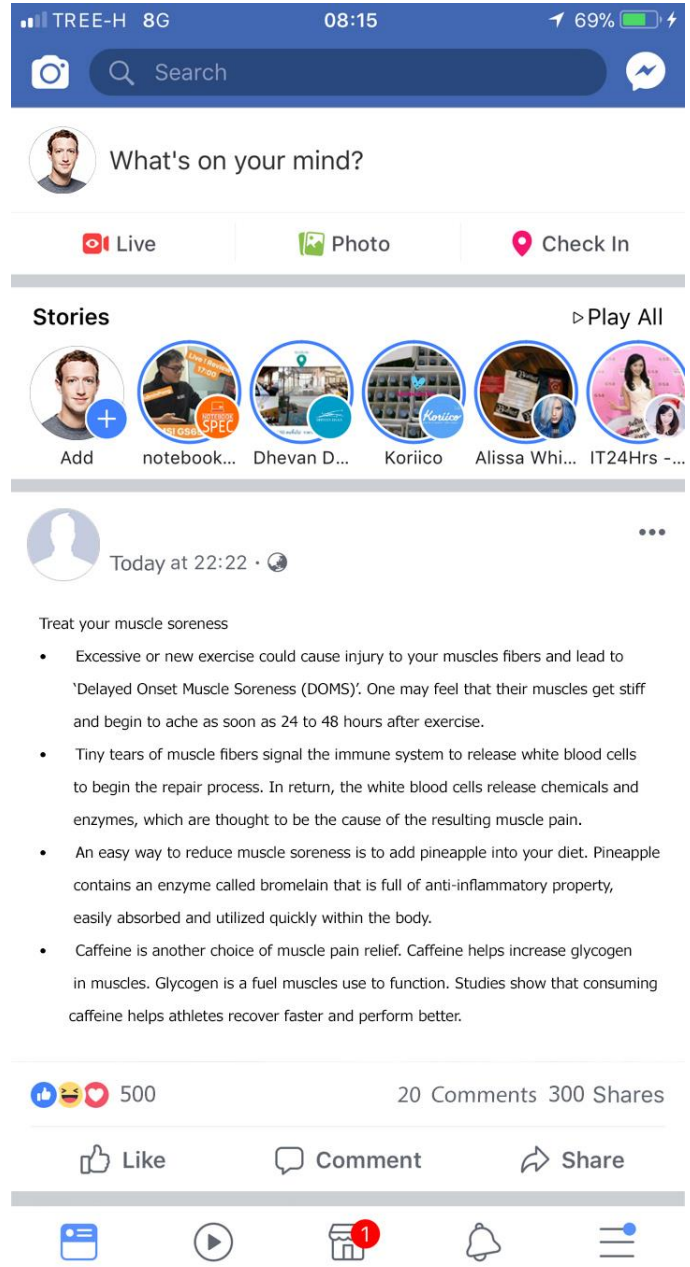 TREE-H 8G 08:15 69%
Search
What's on your mind?
Live Photo Check In
Stories Play All
Live | Review
17:00
MSI GS65
NOTEBOOK
SPEC
Koriico
Add notebook... Dhevan D... Koriico Alissa Whi... IT24Hrs -...
Today at 22:22 ·
Treat your muscle soreness
• Excessive or new exercise could cause injury to your muscles fibers and lead to
‘Delayed Onset Muscle Soreness (DOMS)’. One may feel that their muscles get stiff
and begin to ache as soon as 24 to 48 hours after exercise.
• Tiny tears of muscle fibers signal the immune system to release white blood cells
to begin the repair process. In return, the white blood cells release chemicals and
enzymes, which are thought to be the cause of the resulting muscle pain.
• An easy way to reduce muscle soreness is to add pineapple into your diet. Pineapple
contains an enzyme called bromelain that is full of anti-inflammatory property,
easily absorbed and utilized quickly within the body.
• Caffeine is another choice of muscle pain relief. Caffeine helps increase glycogen
in muscles. Glycogen is a fuel muscles use to function. Studies show that consuming
caffeine helps athletes recover faster and perform better.
500 20 Comments 300 Shares
Like Comment Share
1